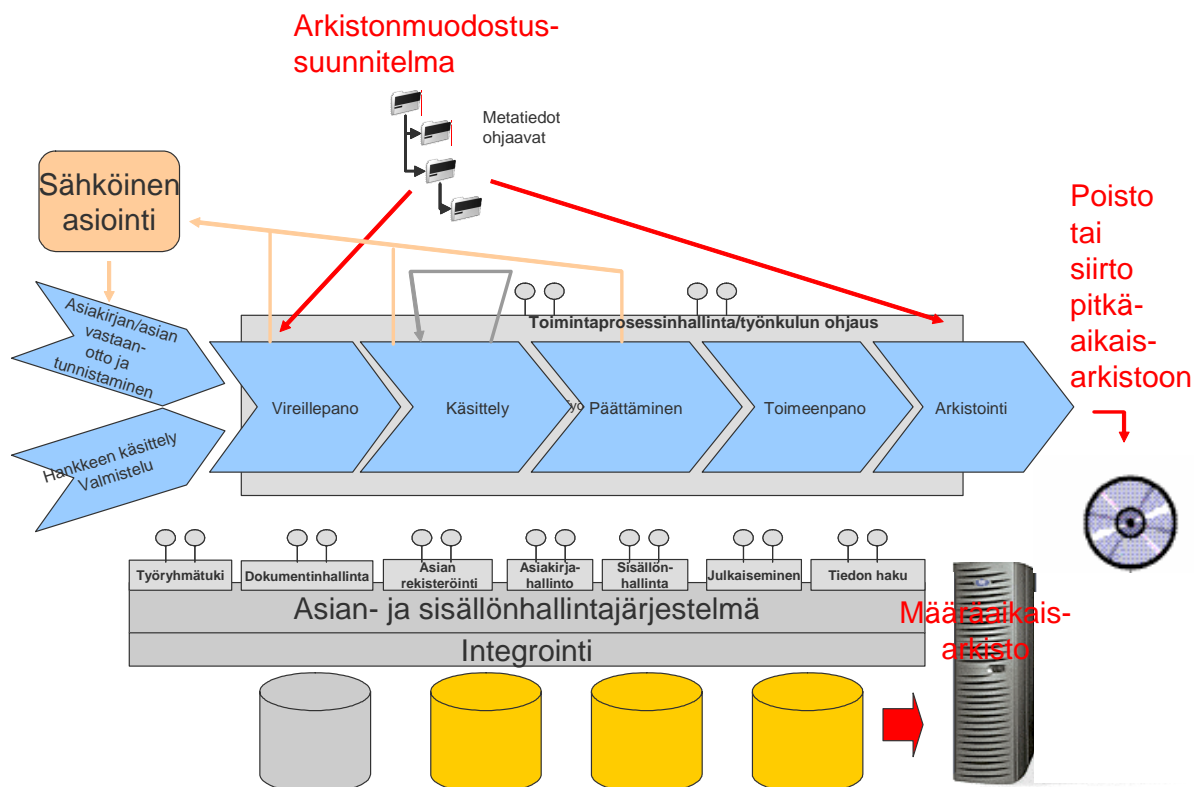 Arkistonmuodostus-
suunnitelma
Metatiedot
ohjaavat
Sähköinen
asiointi
Poisto
tai
siirto
pitkä-
aikais-
arkistoon
Asiakirjan/asian
vastaan-
otto ja
tunnistaminen
Toimintaprosessinhallinta/työnkulun ohjaus
Vireillepano
Käsittely
Päättäminen
Toimeenpano
Arkistointi
Hankkeen käsittely
Valmistelu
Työryhmätuki
Dokumentinhallinta
Asian
rekisteröinti
Asiakirja-
hallinto
Sisällön-
hallinta
Julkaiseminen
Tiedon haku
Asian- ja sisällönhallintajärjestelmä
Integrointi
Määräaikais-
arkisto